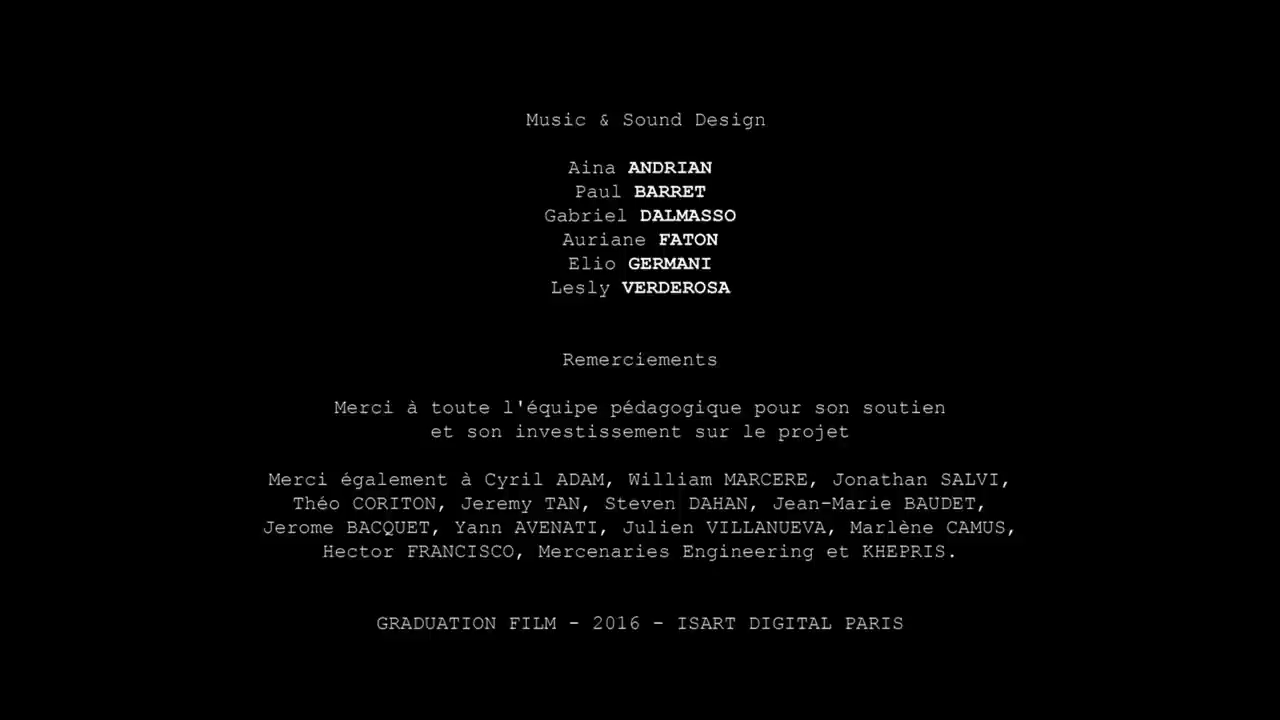 Music & Sound Design
Aina ANDRIAN
Paul BARRET
Gabriel DALMASSO
Auriane FATON
Elio GERMANI
Lesly VERDEROSA
Remerciements
Merci à toute l'équipe pédagogique pour son soutien
et son investissement sur le projet
Merci également à Cyril ADAM, William MARCERE, Jonathan SALVI,
Théo CORITON, Jeremy TAN, Steven DAHAN, Jean-Marie BAUDET,
Jerome BACQUET, Yann AVENATI, Julien VILLANUEVA, Marlène CAMUS,
Hector FRANCISCO, Mercenaries Engineering et KHEPRIS.
GRADUATION FILM - 2016 - ISART DIGITAL PARIS